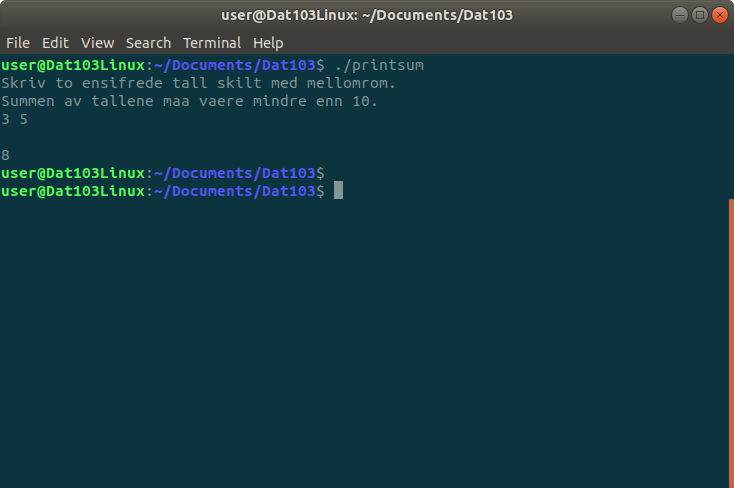 user@Dat103Linux: ~/Documents/Dat103
File Edit View Search Terminal Help
user@Dat103Linux:~/Documents/Dat103$ ./printsum
Skriv to ensifrede tall skilt med mellomrom.
Summen av tallene maa vaere mindre enn 10.
3 5
8
user@Dat103Linux:~/Documents/Dat103$
user@Dat103Linux:~/Documents/Dat103$